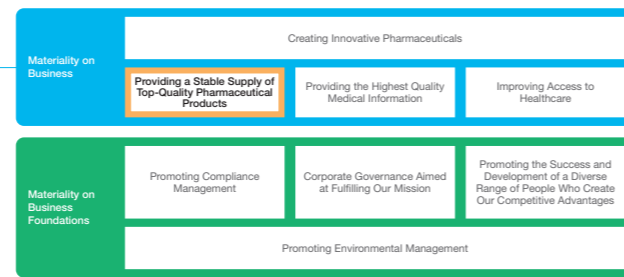 Materiality on
Business
Creating Innovative Pharmaceuticals
Providing a Stable Supply of
Top-Quality Pharmaceutical
Products
Providing the Highest Quality
Medical Information
Improving Access to
Healthcare
Materiality on
Business
Foundations
Promoting Compliance
Management
Corporate Governance Aimed
at Fulfilling Our Mission
Promoting the Success and
Development of a Diverse
Range of People Who Create
Our Competitive Advantages
Promoting Environmental Management